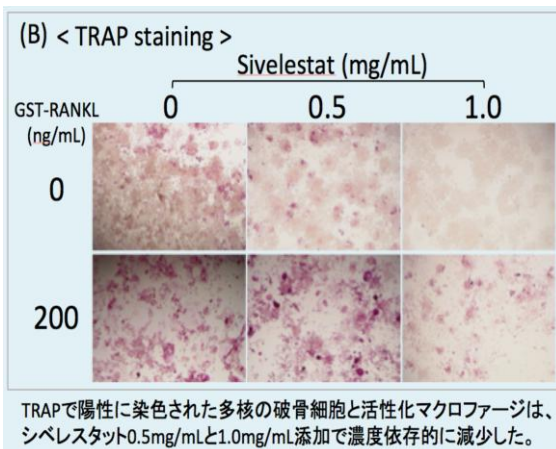 (B) < TRAP staining >
Sivelestat (mg/mL)
GST-RANKL 0 0.5 1.0
(ng/mL)
0
200
TRAPで陽性に染色された多核の破骨細胞と活性化マクロファージは、
シベレスタット0.5mg/mLと1.0mg/mL添加で濃度依存的に減少した。